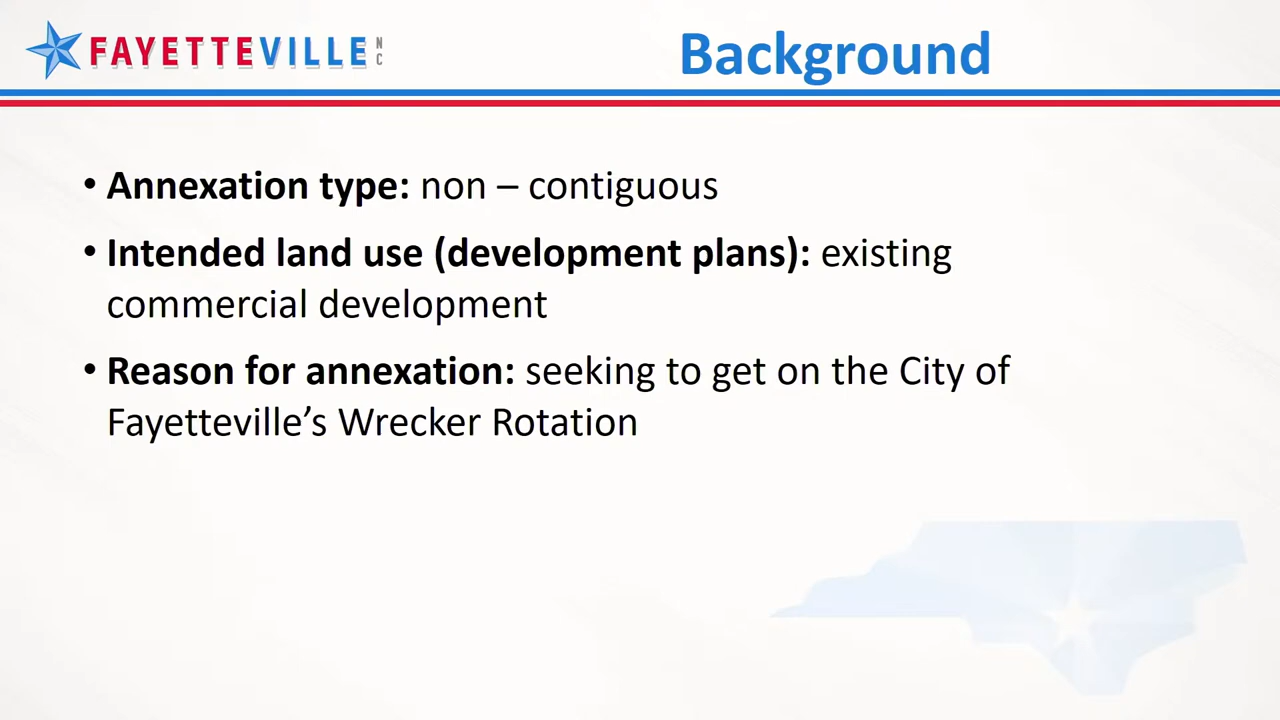 FAYETTEVILLE NC
Background
• Annexation type: non – contiguous
• Intended land use (development plans): existing
commercial development
• Reason for annexation: seeking to get on the City of
Fayetteville’s Wrecker Rotation